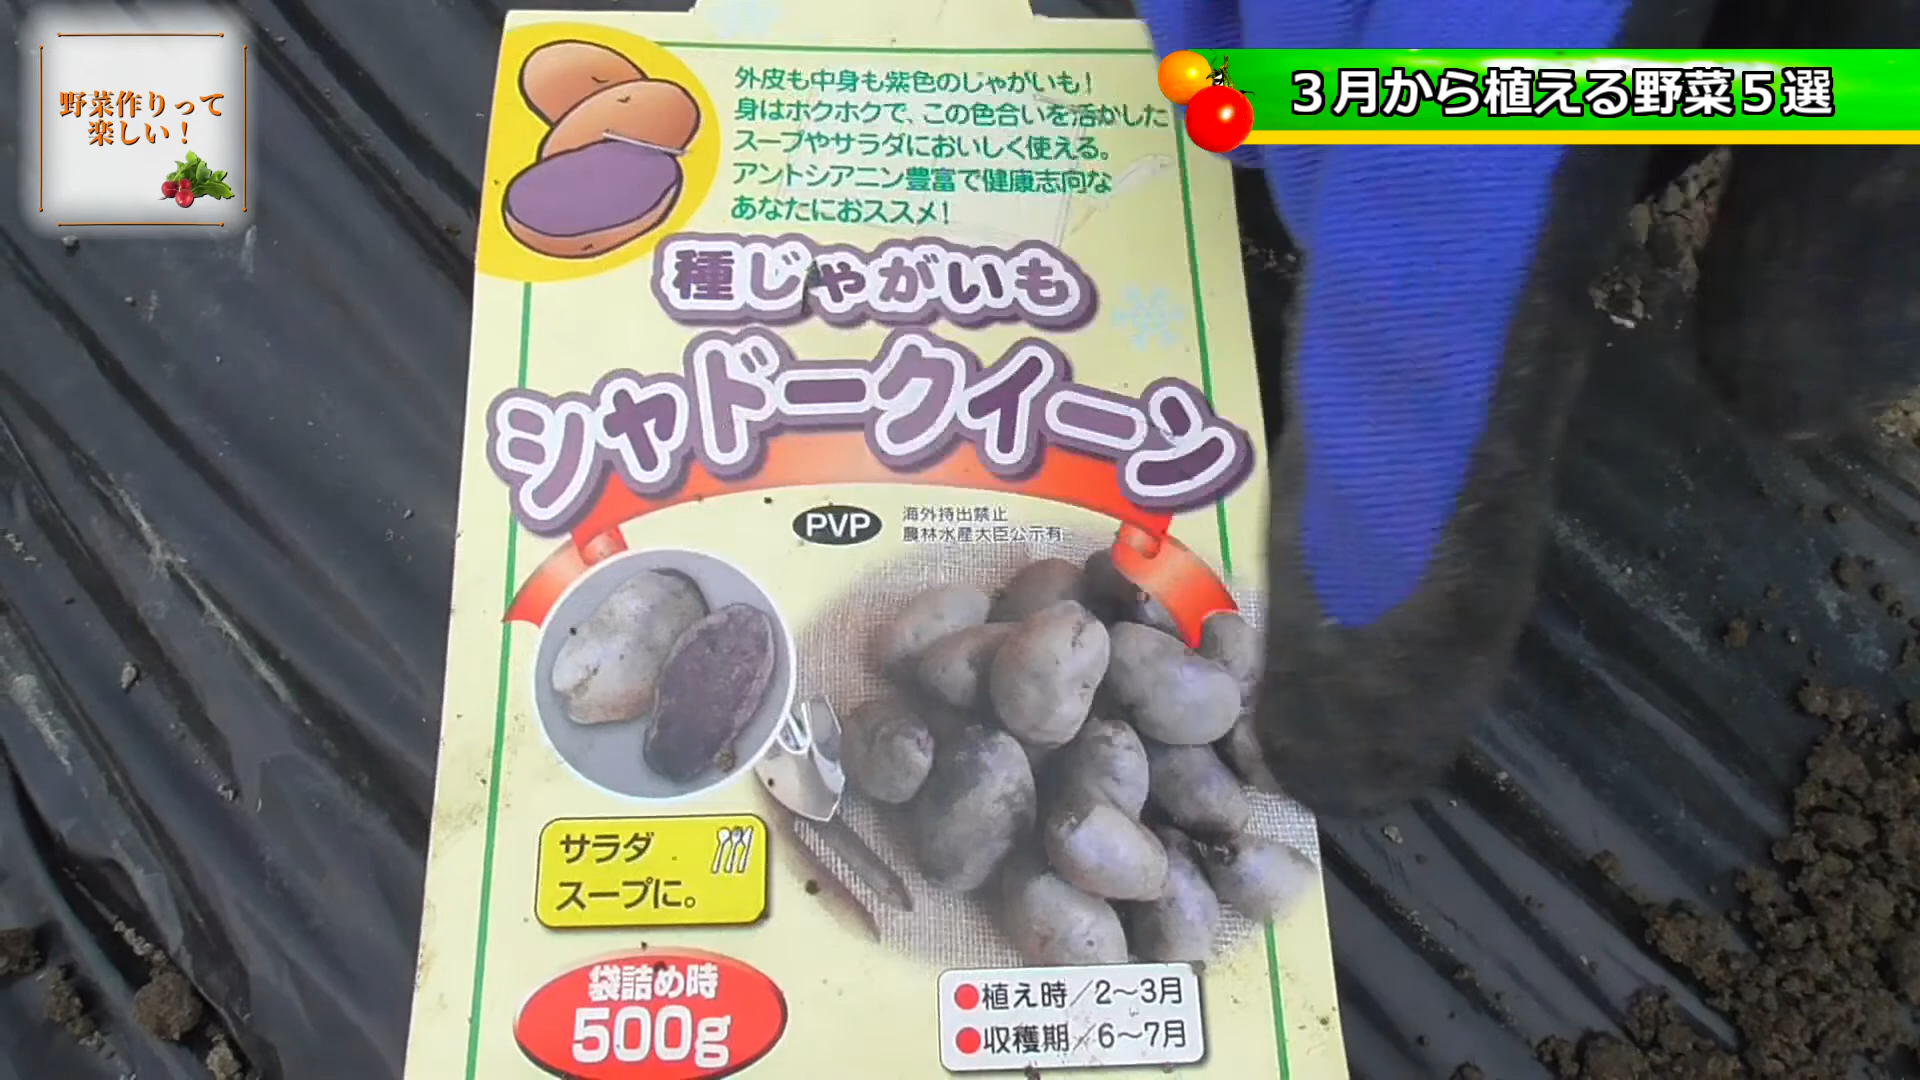 野菜作りって
楽しい！
３月から植える野菜５選
外皮も中身も紫色のじゃがいも！
身はホクホクで、この色合いを活かした
スープやサラダにおいしく使える。
アントシアニン豊富で健康志向な
あなたにおススメ！
種じゃがいも
シャドークイーン
PVP
海外持出禁止
農林水産大臣公示有
サラダ
スープに。
袋詰め時
500g
●植え時／2〜3月
●収穫期／6〜7月